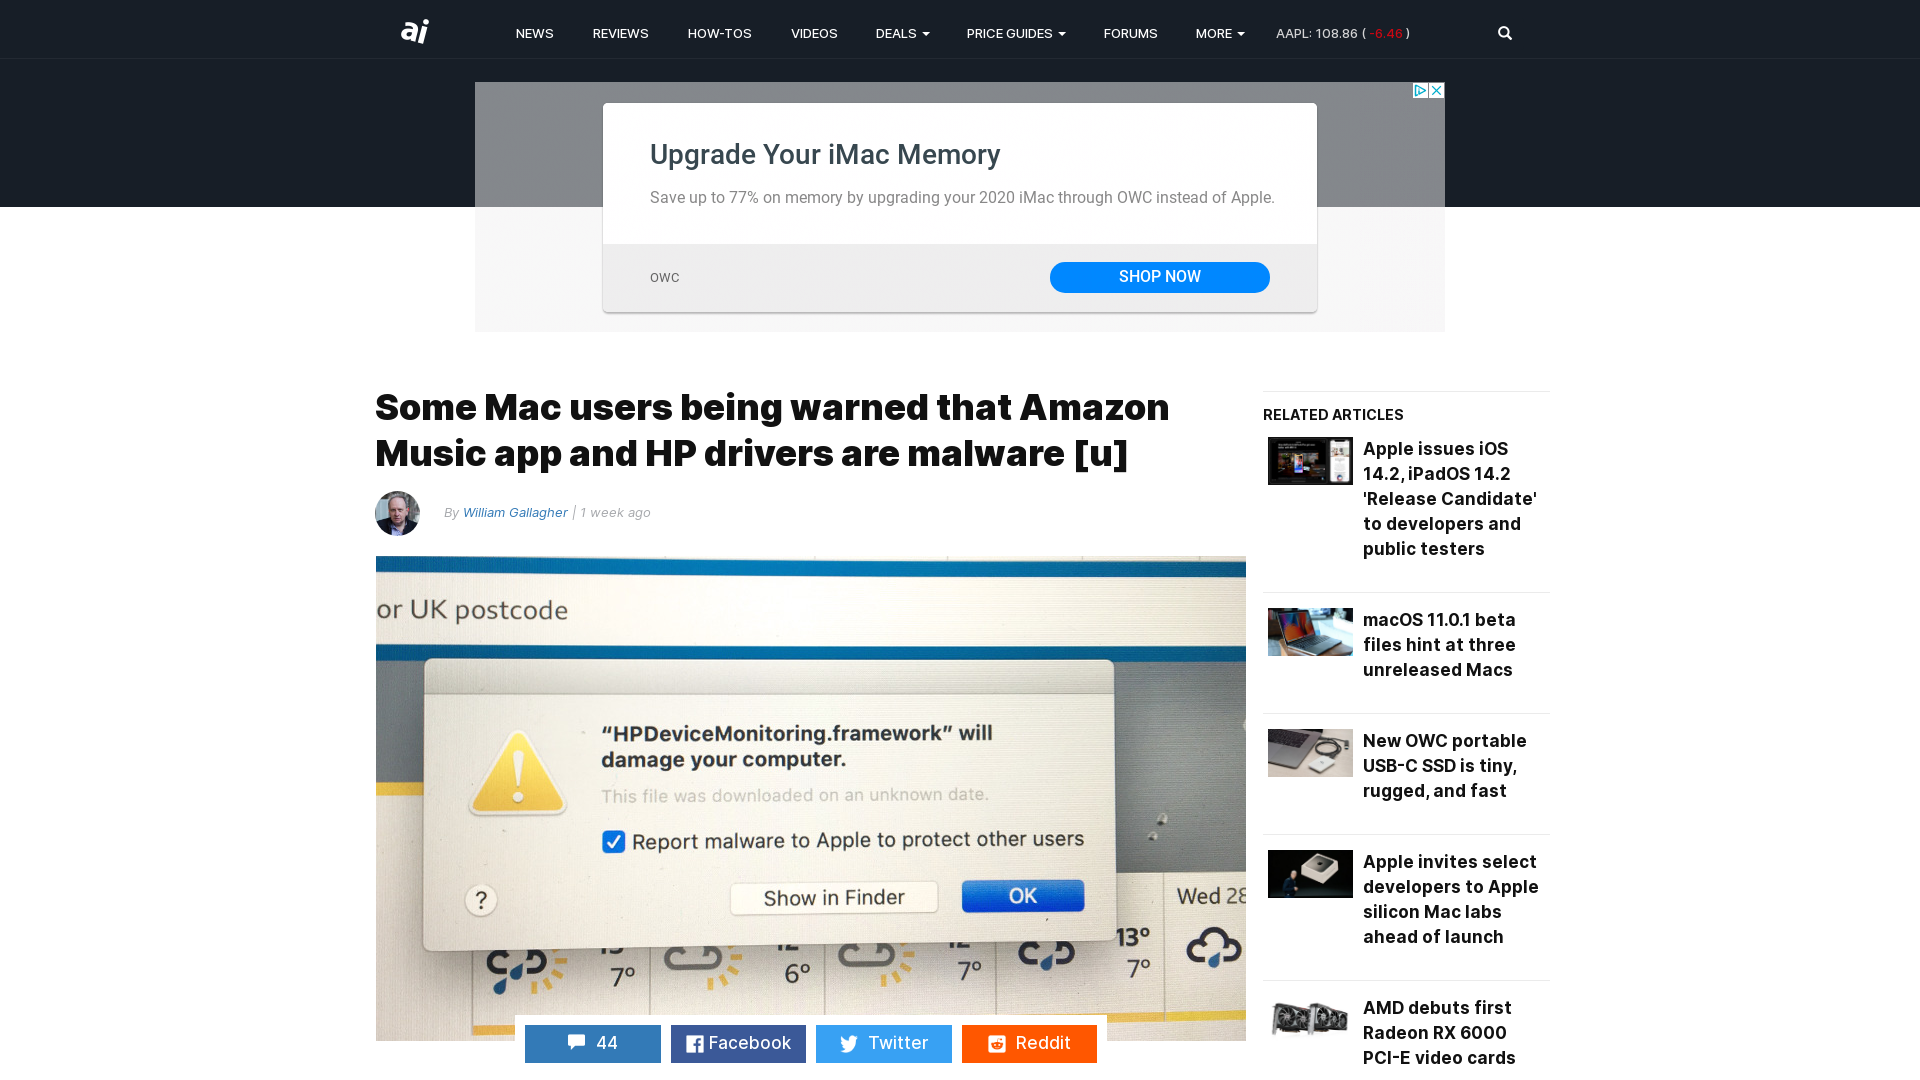 ai
NEWS
REVIEWS
HOW-TOS
VIDEOS
DEALS
PRICE GUIDES
FORUMS
MORE
AAPL: 108.86 ( -6.46 )
Upgrade Your iMac Memory
Save up to 77% on memory by upgrading your 2020 iMac through OWC instead of Apple.
OWC
SHOP NOW
Some Mac users being warned that Amazon
Music app and HP drivers are malware [u]
By William Gallagher | 1 week ago
or UK postcode
“HPDeviceMonitoring.framework” will
damage your computer.
This file was downloaded on an unknown date.
Report malware to Apple to protect other users
?
Show in Finder
OK
Wed 28
13° 12° 12° 13°
7° 6° 7° 7°
44
Facebook
Twitter
Reddit
RELATED ARTICLES
Apple issues iOS
14.2, iPadOS 14.2
'Release Candidate'
to developers and
public testers
macOS 11.0.1 beta
files hint at three
unreleased Macs
New OWC portable
USB-C SSD is tiny,
rugged, and fast
Apple invites select
developers to Apple
silicon Mac labs
ahead of launch
AMD debuts first
Radeon RX 6000
PCI-E video cards